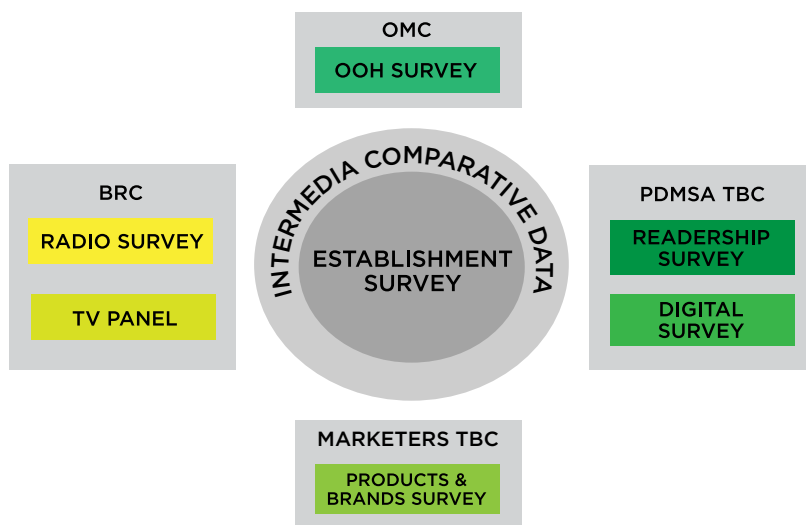 OMC
OOH SURVEY
BRC
RADIO SURVEY
TV PANEL
INTERMEDIA COMPARATIVE DATA
ESTABLISHMENT
SURVEY
PDMSA TBC
READERSHIP
SURVEY
DIGITAL
SURVEY
MARKETERS TBC
PRODUCTS &
BRANDS SURVEY